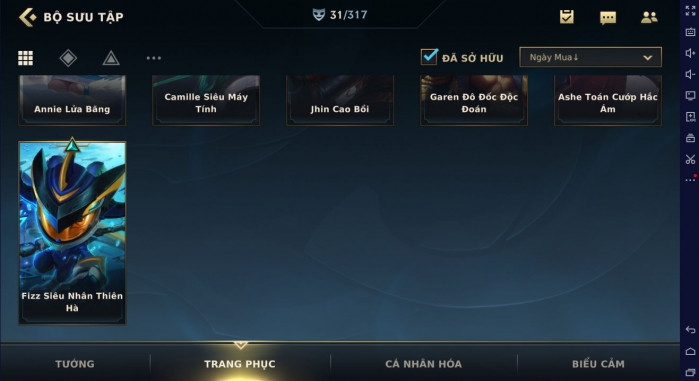 BỘ SƯU TẬP
31/317
ĐÃ SỞ HỮU
Ngày Mua↓
Annie Lửa Băng
Camille Siêu Máy
Tính
Jhin Cao Bồi
Garen Đô Đốc Độc
Đoán
Ashe Toán Cướp Hắc
Ám
Fizz Siêu Nhân Thiên
Hà
TƯỚNG
TRANG PHỤC
CÁ NHÂN HÓA
BIỂU CẢM